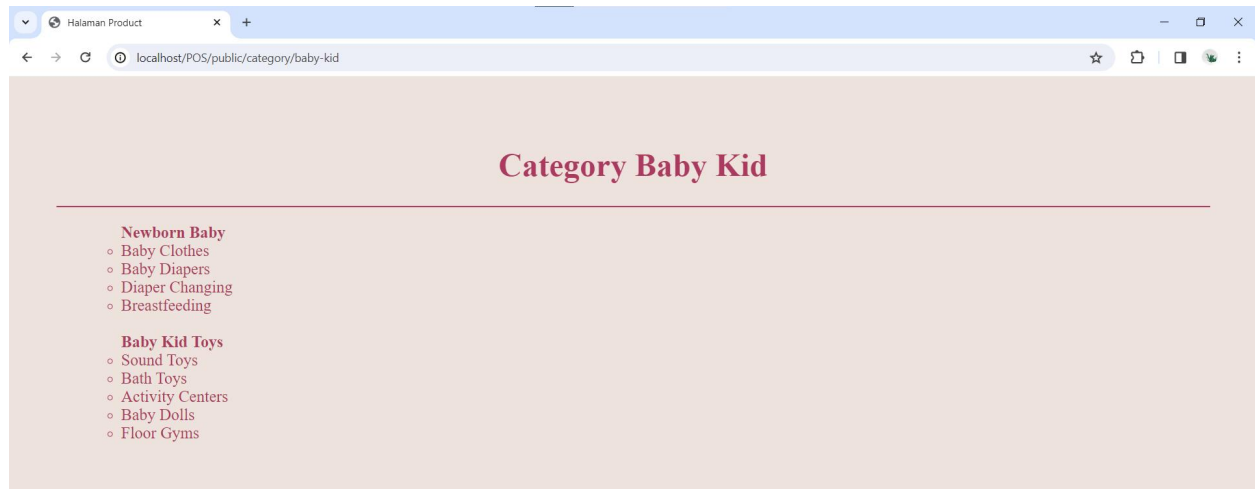 Halaman Product
localhost/POS/public/category/baby-kid
Category Baby Kid
Newborn Baby
Baby Clothes
Baby Diapers
Diaper Changing
Breastfeeding
Baby Kid Toys
Sound Toys
Bath Toys
Activity Centers
Baby Dolls
Floor Gyms